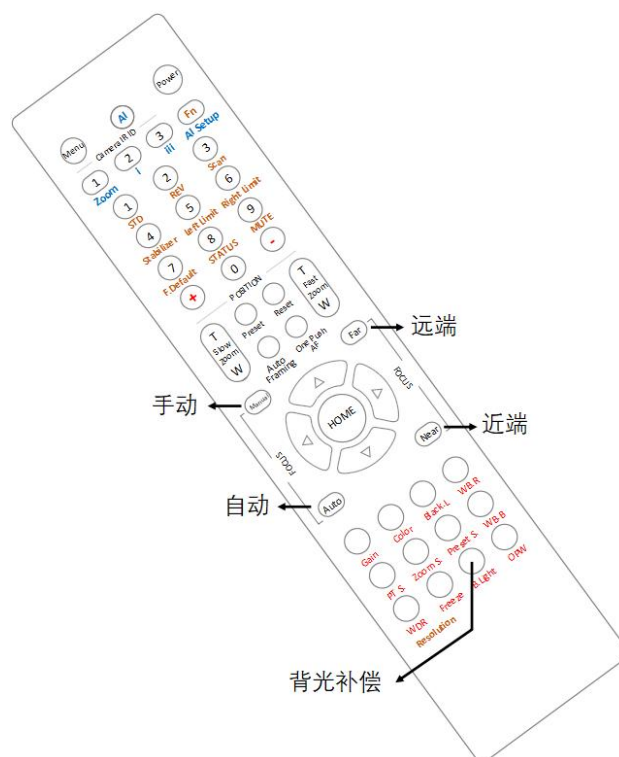 Power
AI
Menu
Camera IR ID
Fn
1 2 3
Zoom i iii AI Setup
1 2 3
STD REV Scan
4 5 6
Stabilizer Left Limit Right Limit
7 8 9
F.Default STATUS MUTE
+ 0 -
POSITION
T Slow Zoom W
Preset Reset
T Fast Zoom W
Auto Framing
One Push AF
Far
远端
Manual
手动
FOCUS
HOME
FOCUS
Near
近端
Auto
自动
Gain Color Black.L WB.R
PT S. Zoom S. Preset S. WB.B
WDR Freeze B.Light OPW
Resolution
背光补偿